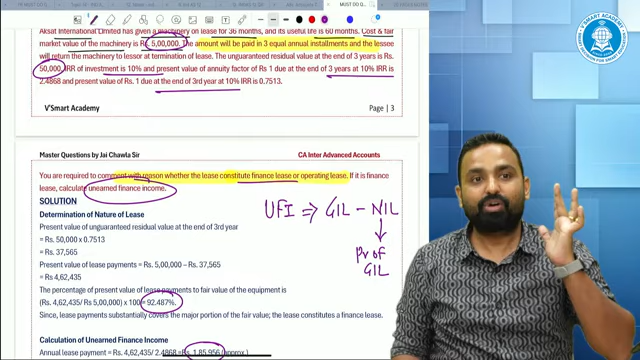 Aksat International Limited has given a machinery on lease for 36 months, and its useful life is 60 months. Cost & fair
market value of the machinery is Rs. 5,00,000. The amount will be paid in 3 equal annual installments and the lessee
will return the machinery to lessor at termination of lease. The unguaranteed residual value at the end of 3 years is Rs.
50,000. IRR of investment is 10% and present value of annuity factor of Rs 1 due at the end of 3 years at 10% IRR is
2.4868 and present value of Rs. 1 due at the end of 3rd year at 10% IRR is 0.7513.
V'Smart Academy
Page | 3
Master Questions by Jai Chawla Sir
CA Inter Advanced Accounts
You are required to comment with reason whether the lease constitute finance lease or operating lease. If it is finance
lease, calculate unearned finance income.
SOLUTION
Determination of Nature of Lease
Present value of unguaranteed residual value at the end of 3rd year
= Rs. 50,000 x 0.7513
= Rs. 37,565
Present value of lease payments = Rs. 5,00,000 - Rs. 37,565
= Rs. 4,62,435
The percentage of present value of lease payments to fair value of the equipment is
(Rs. 4,62,435/ Rs 5,00,000) x 100 = 92.487%.
Since, lease payments substantially covers the major portion of the fair value; the lease constitutes a finance lease.
Calculation of Unearned Finance Income
Annual lease payment = Rs. 4,62,435/ 2.4868 = Rs. 1,85,956 (approx.)
UFI ⇒ GIL - NIL
PV of
GIL
V'SMART ACADEMY